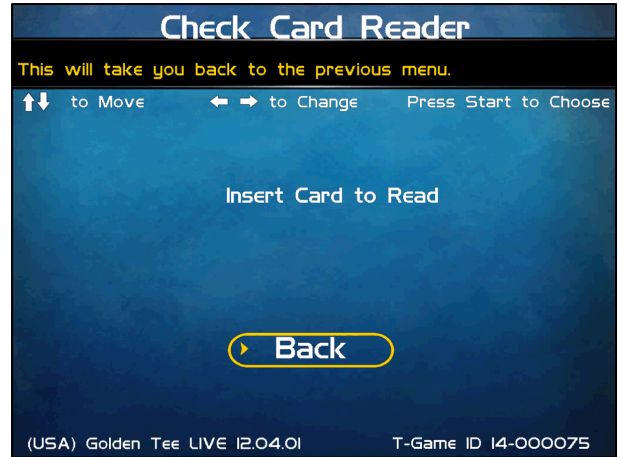 Check Card Reader
This will take you back to the previous menu.
to Move to Change Press Start to Choose
Insert Card to Read
Back
(USA) Golden Tee LIVE 12.04.01 T-Game ID 14-000075